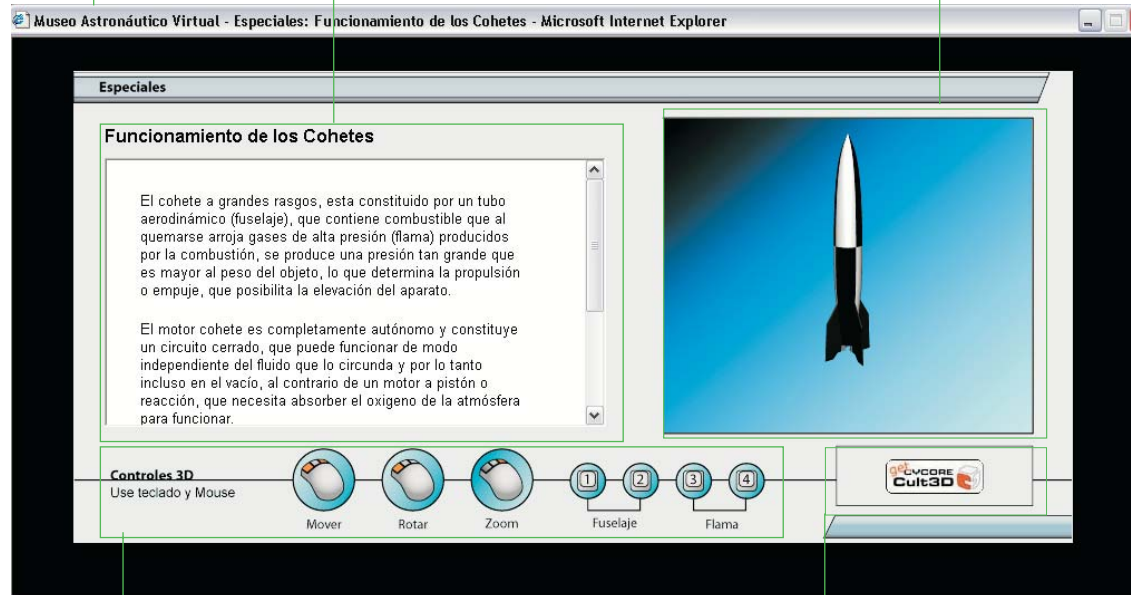 Museo Astronáutico Virtual - Especiales: Funcionamiento de los Cohetes - Microsoft Internet Explorer
Especiales
Funcionamiento de los Cohetes
El cohete a grandes rasgos, esta constituido por un tubo
aerodinámico (fuselaje), que contiene combustible que al
quemarse arroja gases de alta presión (flama) producidos
por la combustión, se produce una presión tan grande que
es mayor al peso del objeto, lo que determina la propulsión
o empuje, que posibilita la elevación del aparato.
El motor cohete es completamente autónomo y constituye
un circuito cerrado, que puede funcionar de modo
independiente del fluido que lo circunda y por lo tanto
incluso en el vacío, al contrario de un motor a pistón o
reacción, que necesita absorber el oxigeno de la atmósfera
para funcionar.
Controles 3D
Use teclado y Mouse
Mover
Rotar
Zoom
1 2
Fuselaje
3 4
Flama
get CYCORE
Cult3D